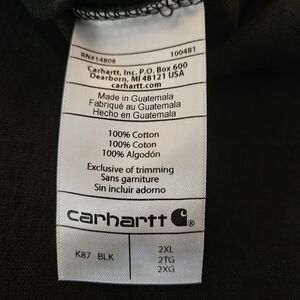 RN#14806 100481
Carhartt, Inc. P.O. Box 600
Dearborn, MI 48121 USA
carhartt.com
Made in Guatemala
Fabriqué au Guatemala
Hecho en Guatemala
100% Cotton
100% Coton
100% Algodón
Exclusive of trimming
Sans garniture
Sin incluir adorno
carhartt®
K87 BLK
2XL
2TG
2XG